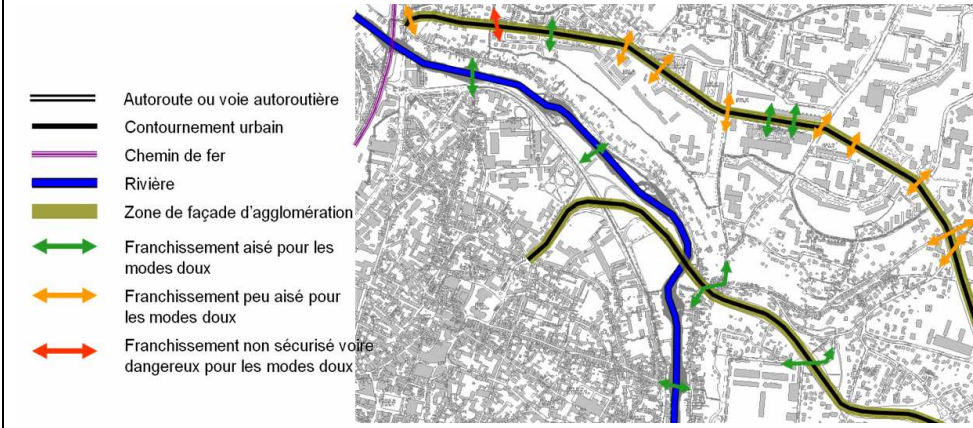 Autoroute ou voie autoroutière
Contournement urbain
Chemin de fer
Rivière
Zone de façade d'agglomération
Franchissement aisé pour les
modes doux
Franchissement peu aisé pour
les modes doux
Franchissement non sécurisé voire
dangereux pour les modes doux